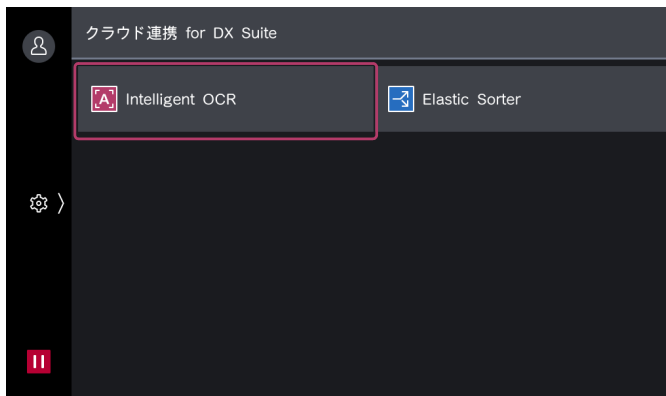 クラウド連携 for DX Suite
Intelligent OCR
Elastic Sorter